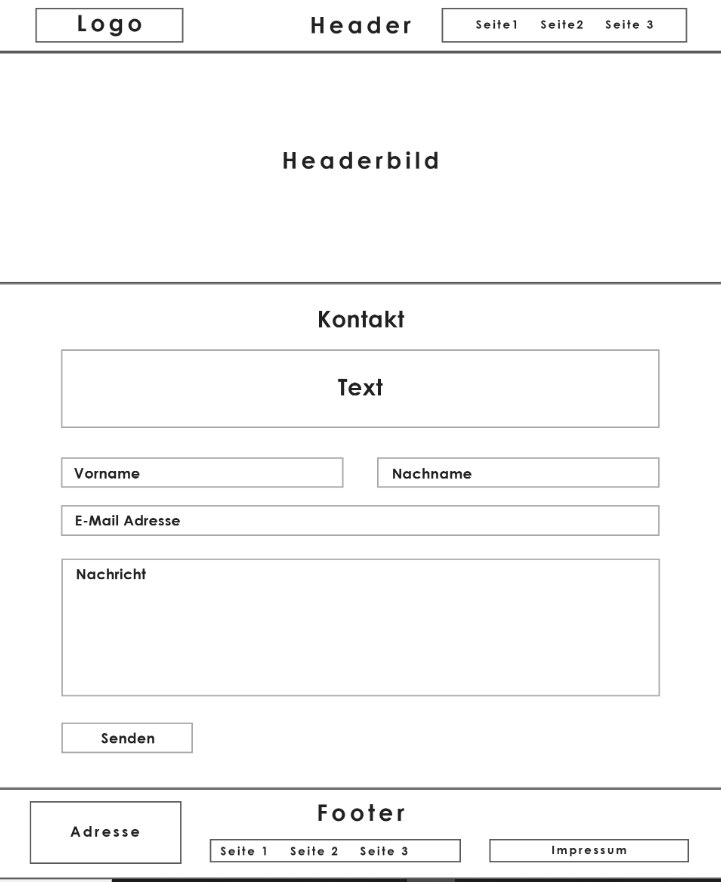 Logo
Header
Seite1 Seite2 Seite 3
Headerbild
Kontakt
Text
Vorname
Nachname
E-Mail Adresse
Nachricht
Senden
Adresse
Footer
Seite 1 Seite 2 Seite 3
Impressum